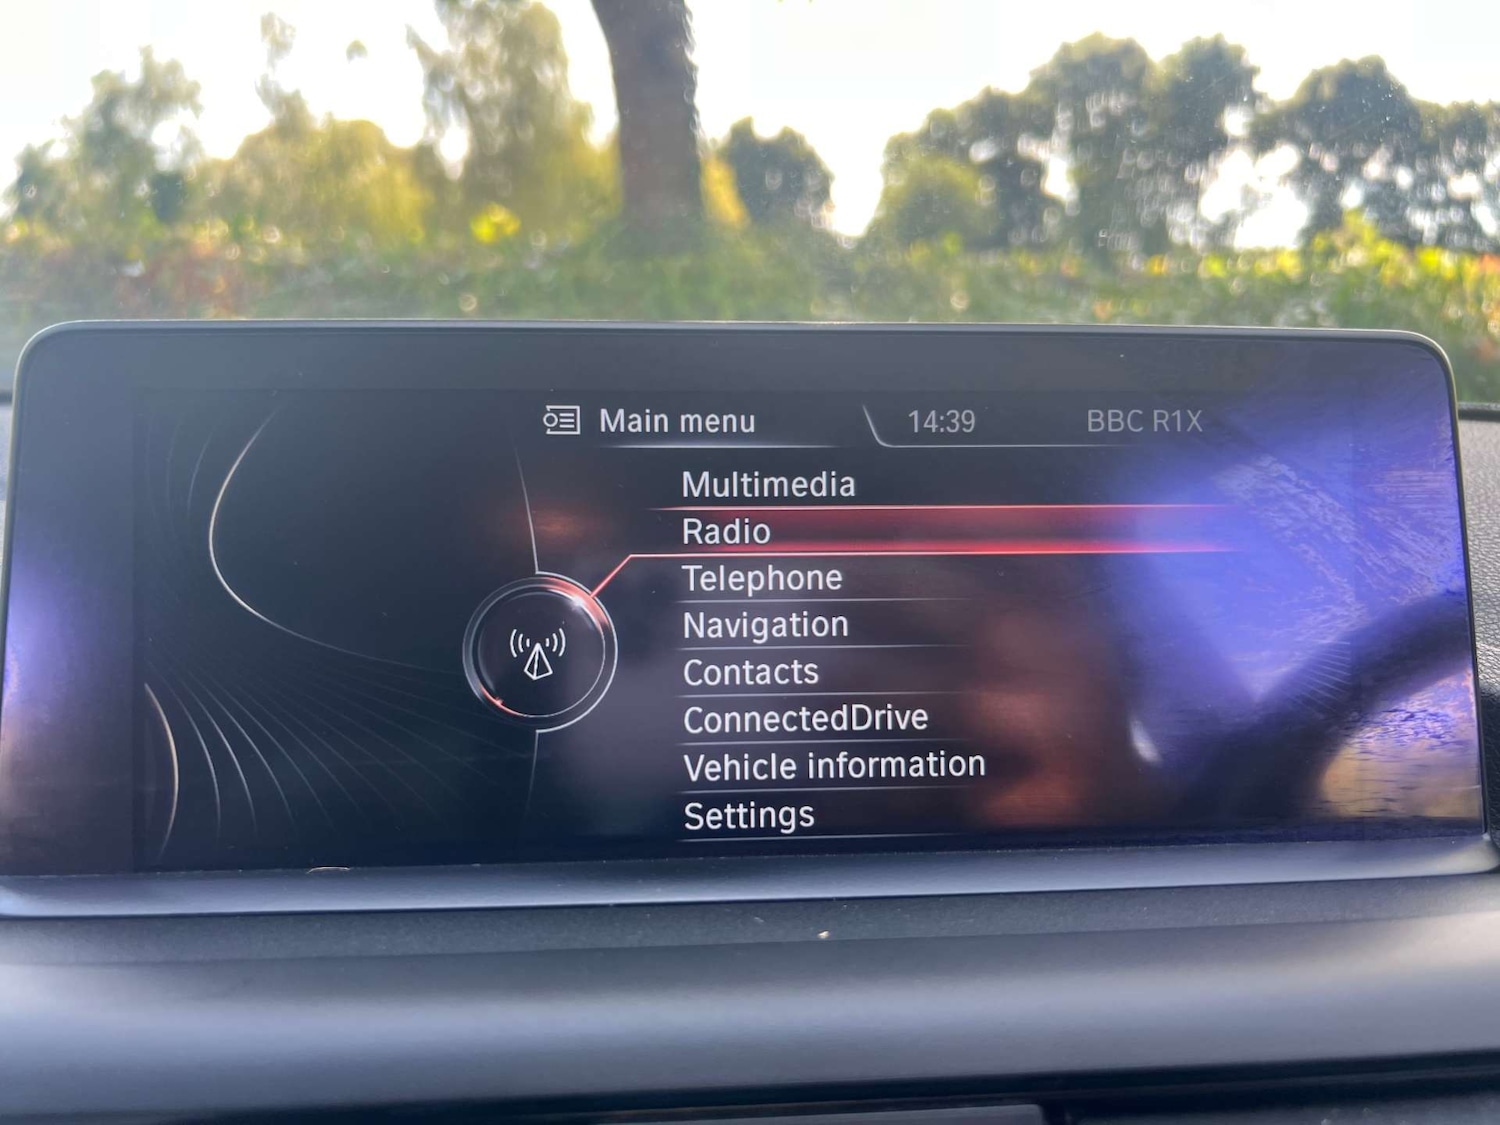 Main menu 14:39 BBC R1X
Multimedia
Radio
Telephone
Navigation
Contacts
ConnectedDrive
Vehicle information
Settings